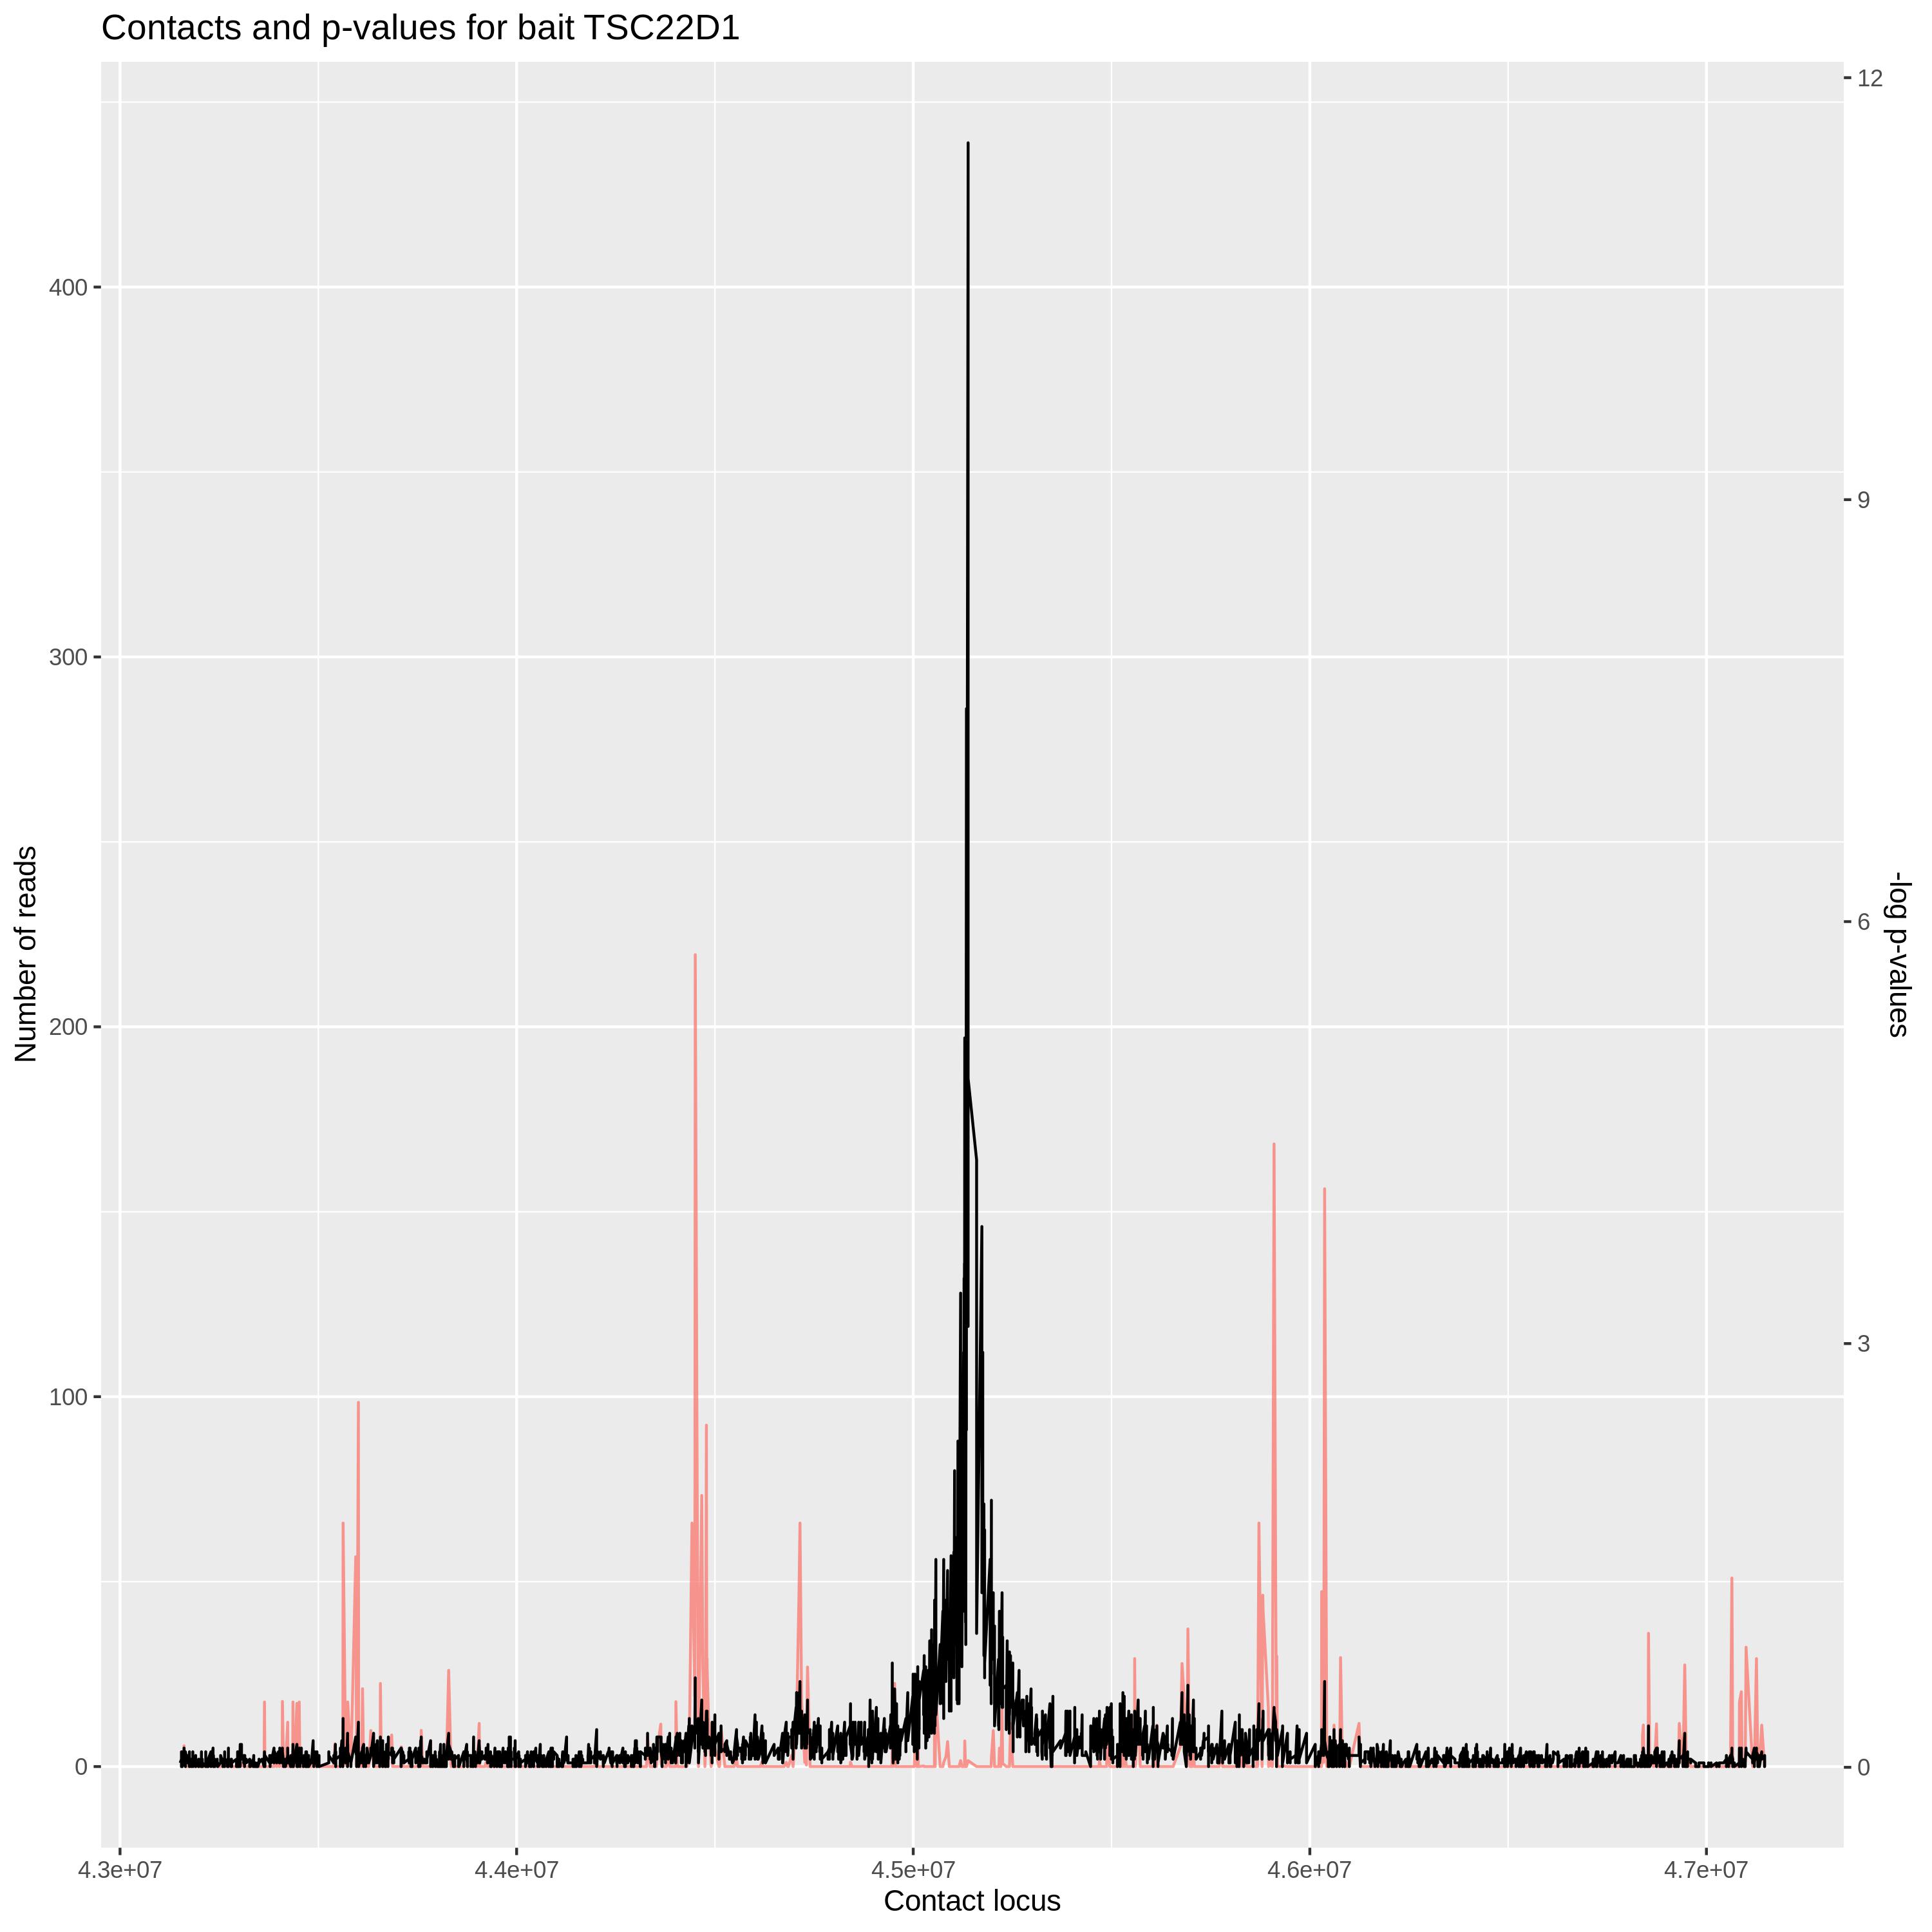 Contacts and p-values for bait TSC22D1
Number of reads
400
300
200
100
0
12
9
6
3
0
-log p-values
4.3e+07
4.4e+07
4.5e+07
4.6e+07
4.7e+07
Contact locus